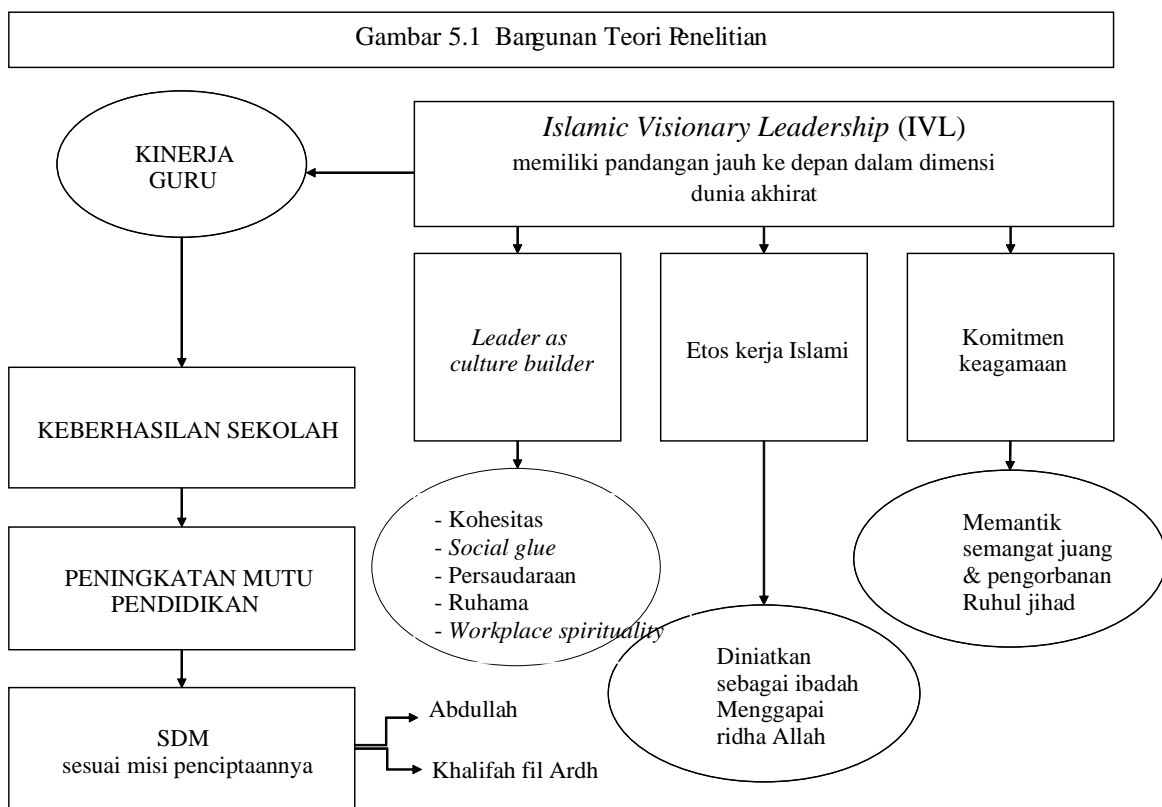 Gambar 5.1 Bangunan Teori Penelitian
KINERJA
GURU
Islamic Visionary Leadership (IVL)
memiliki pandangan jauh ke depan dalam dimensi
dunia akhirat
Leader as
culture builder
Etos kerja Islami
Komitmen
keagamaan
KEBERHASILAN SEKOLAH
- Kohesitas
- Social glue
- Persaudaraan
- Ruhama
- Workplace spirituality
Memantik
semangat juang
& pengorbanan
Ruhul jihad
PENINGKATAN MUTU
PENDIDIKAN
Diniatkan
sebagai ibadah
Menggapai
ridha Allah
SDM
sesuai misi penciptaannya
Abdullah
Khalifah fil Ardh